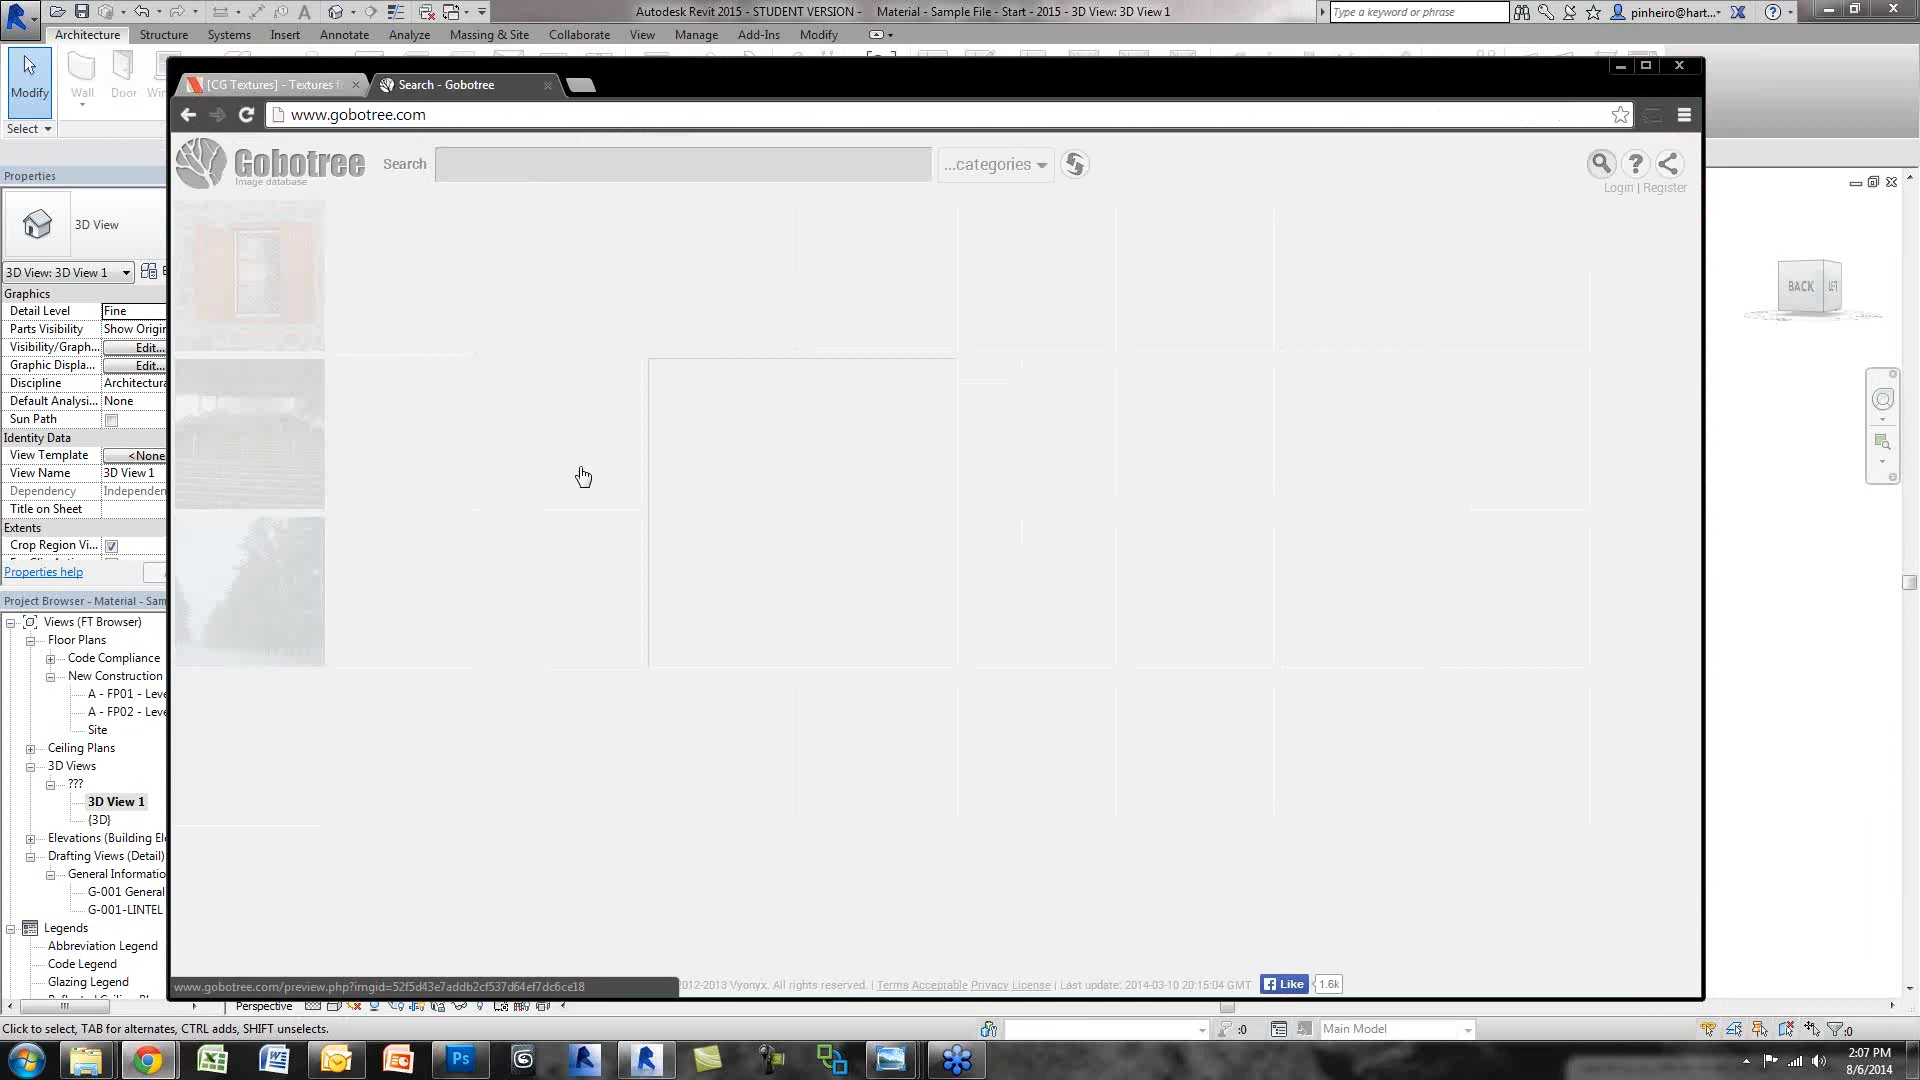 Autodesk Revit 2015 - STUDENT VERSION - Material - Sample File - Start - 2015 - 3D View: 3D View 1
Type a keyword or phrase
pinheiro@hart...
Architecture Structure Systems Insert Annotate Analyze Massing & Site Collaborate View Manage Add-Ins Modify
Modify Wall Door
Select
[CG Textures] - Textures
Search - Gobotree
www.gobotree.com
Gobotree
Image database
Search
...categories
Login | Register
Properties
3D View
3D View: 3D View 1
Graphics
Detail Level Fine
Parts Visibility Show Origin
Visibility/Graph... Edit...
Graphic Displa... Edit...
Discipline Architectura
Default Analysi... None
Sun Path
Identity Data
View Template <None
View Name 3D View 1
Dependency Independen
Title on Sheet
Extents
Crop Region Vi...
Properties help
Project Browser - Material - Sam
Views (FT Browser)
Floor Plans
Code Compliance
New Construction
A - FP01 - Leve
A - FP02 - Leve
Site
Ceiling Plans
3D Views
???
3D View 1
{3D}
Elevations (Building El
Drafting Views (Detail)
General Informatio
G-001 General
G-001-LINTEL
Legends
Abbreviation Legend
Code Legend
Glazing Legend
BACK
www.gobotree.com/preview.php?imgid=52f5d43e7addb2cf537d64ef7dc6ce18
2012-2013 Vyonyx. All rights reserved. | Terms Acceptable Privacy License | Last update: 2014-03-10 20:15:04 GMT
Like 1.6k
Perspective
Click to select, TAB for alternates, CTRL adds, SHIFT unselects.
:0
Main Model
:0
Ps
2:07 PM
8/6/2014